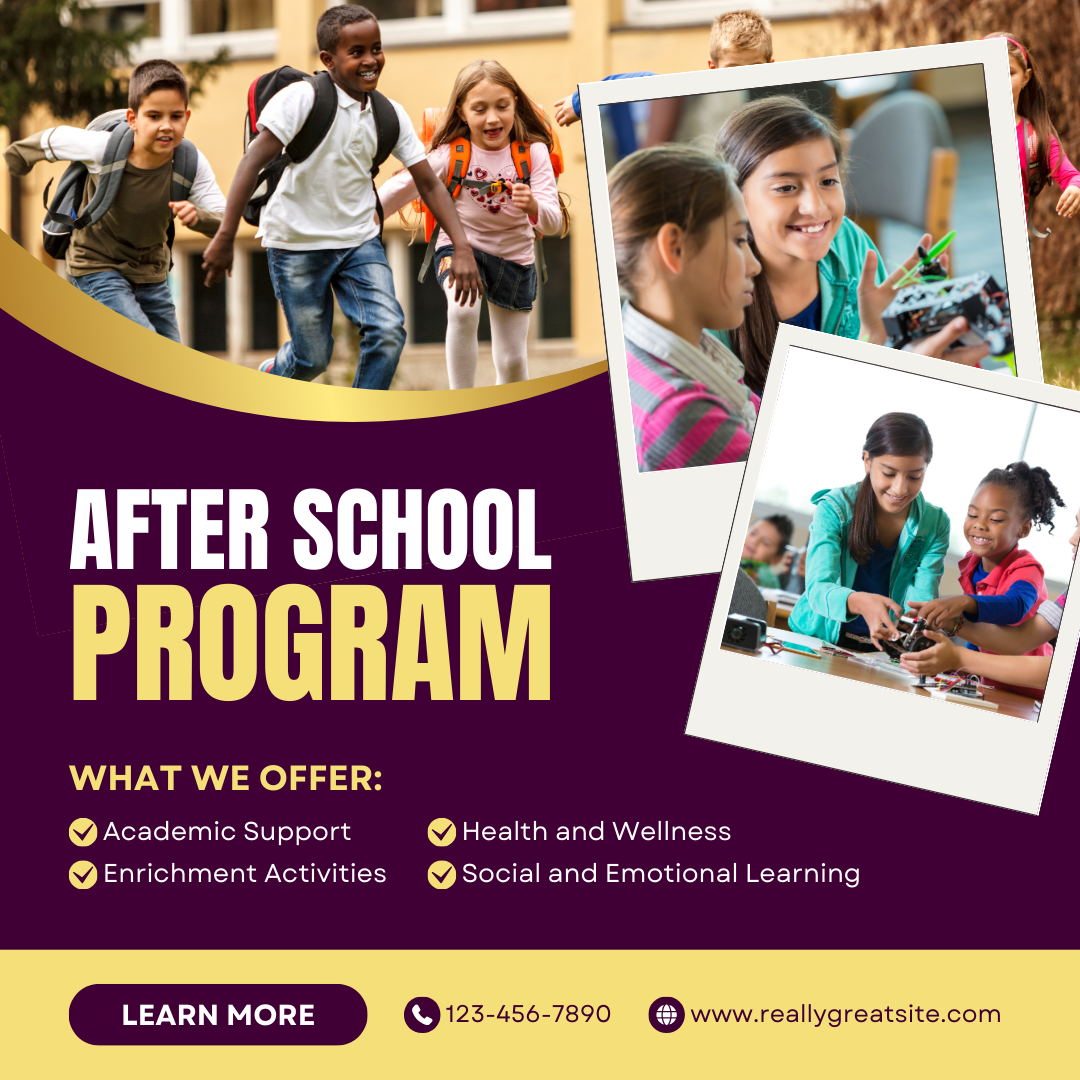 AFTER SCHOOL
PROGRAM
WHAT WE OFFER:
Academic Support
Enrichment Activities
Health and Wellness
Social and Emotional Learning
LEARN MORE
123-456-7890
www.reallygreatsite.com